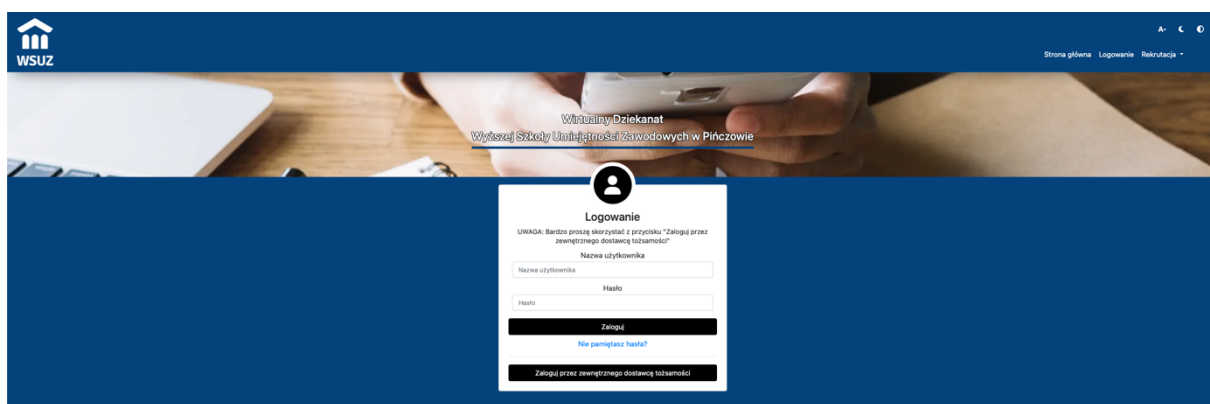 WSUZ
A-
Strona główna Logowanie Rekrutacja
Wirtualny Dziekanat
Wyższej Szkoły Umiejętności Zawodowych w Pińczowie
Logowanie
UWAGA: Bardzo proszę skorzystać z przycisku "Zaloguj przez
zewnętrznego dostawcę tożsamości"
Nazwa użytkownika
Nazwa użytkownika
Hasło
Hasło
Zaloguj
Nie pamiętasz hasła?
Zaloguj przez zewnętrznego dostawcę tożsamości